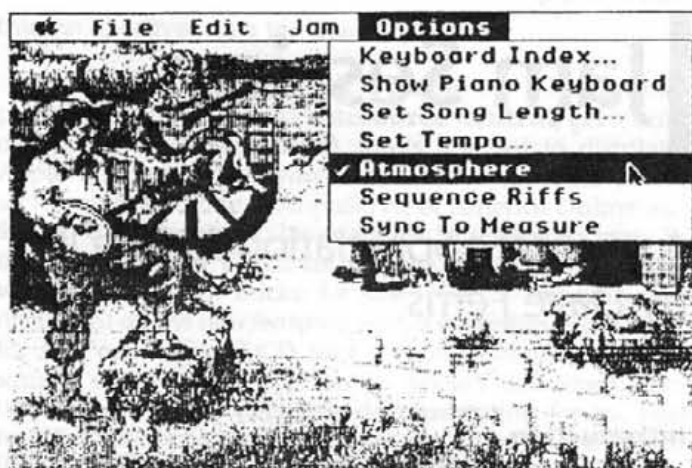 File Edit Jam Options
Keyboard Index...
Show Piano Keyboard
Set Song Length...
Set Tempo...
✓ Atmosphere
Sequence Riffs
Sync To Measure